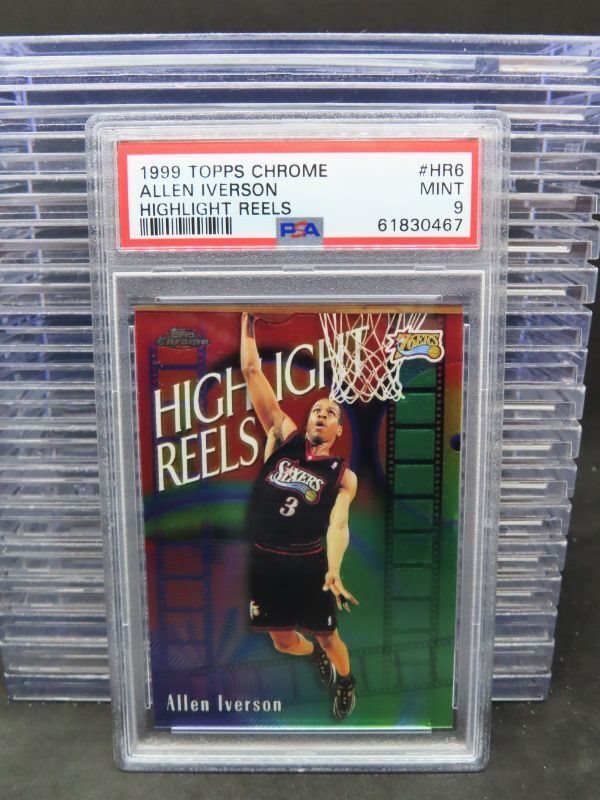 1999 TOPPS CHROME #HR6
ALLEN IVERSON MINT
HIGHLIGHT REELS 9
PSA 61830467
Topps Chrome
76ERS
HIGHLIGHT
REELS
SIXERS
3
Allen Iverson